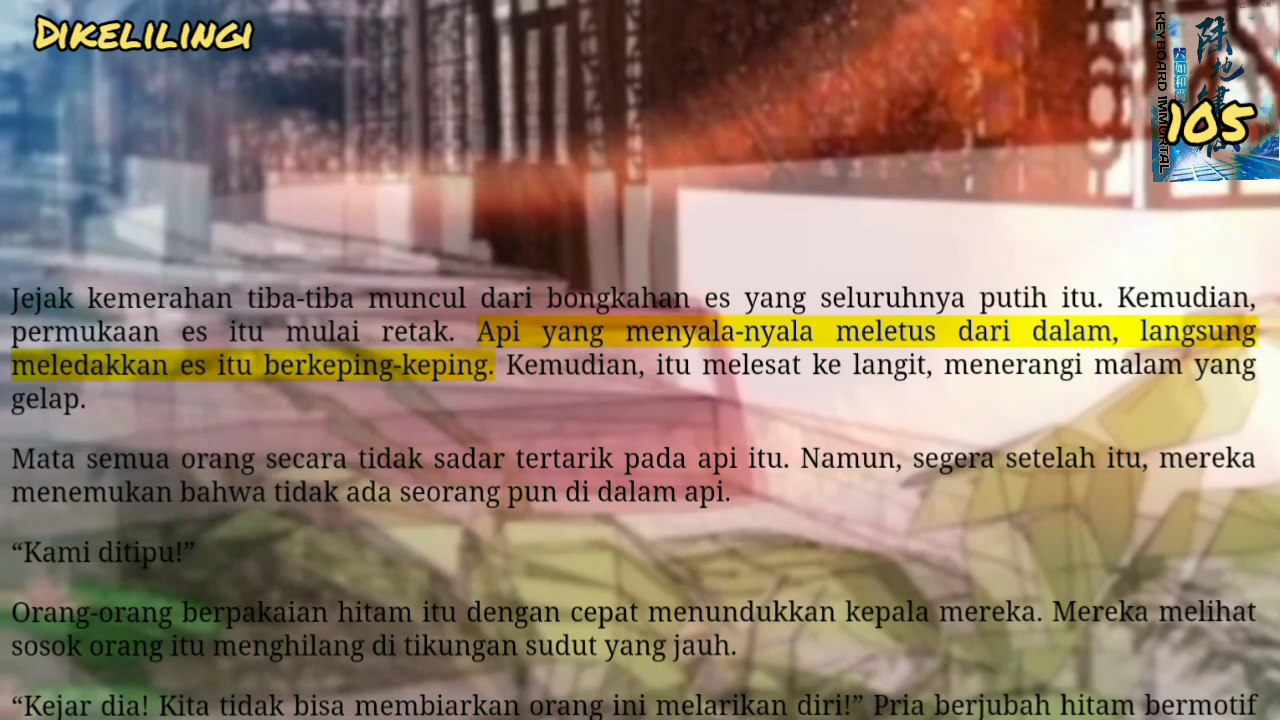 Dikelilingi
KEYBOARD IMMORTAL
105
Jejak kemerahan tiba-tiba muncul dari bongkahan es yang seluruhnya putih itu. Kemudian,
permukaan es itu mulai retak. Api yang menyala-nyala meletus dari dalam, langsung
meledakkan es itu berkeping-keping. Kemudian, itu melesat ke langit, menerangi malam yang
gelap.
Mata semua orang secara tidak sadar tertarik pada api itu. Namun, segera setelah itu, mereka
menemukan bahwa tidak ada seorang pun di dalam api.
“Kami ditipu!”
Orang-orang berpakaian hitam itu dengan cepat menundukkan kepala mereka. Mereka melihat
sosok orang itu menghilang di tikungan sudut yang jauh.
“Kejar dia! Kita tidak bisa membiarkan orang ini melarikan diri!” Pria berjubah hitam bermotif